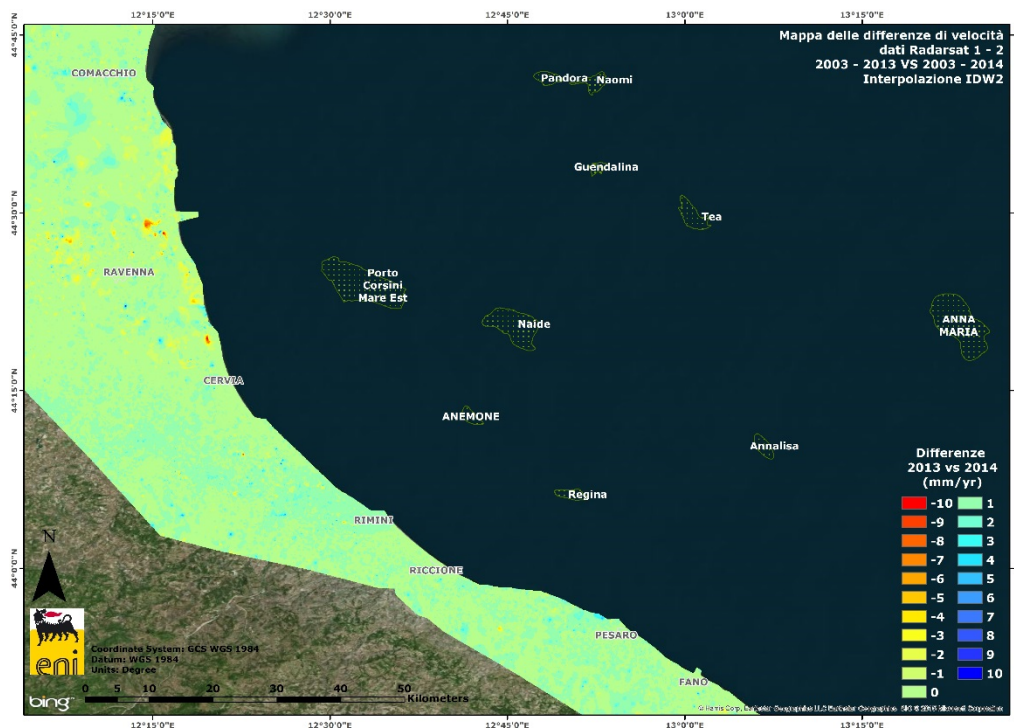 12°15'0"E 12°30'0"E 12°45'0"E 13°0'0"E 13°15'0"E
44°45'0"N
44°30'0"N
44°15'0"N
44°0'0"N
Mappa delle differenze di velocità
dati Radarsat 1 - 2
2003 - 2013 VS 2003 - 2014
Interpolazione IDW2
COMACCHIO
Pandora
Naomi
Guendalina
Tea
RAVENNA
Porto
Corsini
Mare Est
Naide
ANNA
MARIA
CERVIA
ANEMONE
Annalisa
Regina
RIMINI
RICCIONE
PESARO
FANO
Differenze
2013 vs 2014
(mm/yr)
-10 1
-9 2
-8 3
-7 4
-6 5
-5 6
-4 7
-3 8
-2 9
-1 10
0
N
eni
Coordinate System: GCS WGS 1984
Datum: WGS 1984
Units: Degree
bing
0 5 10 20 30 40 50
Kilometers
12°15'0"E 12°30'0"E 12°45'0"E 13°0'0"E 13°15'0"E